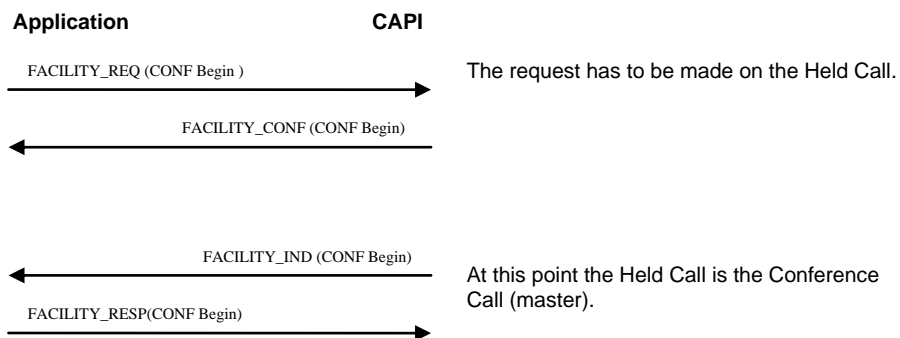 Application CAPI
FACILITY_REQ (CONF Begin )
The request has to be made on the Held Call.
FACILITY_CONF (CONF Begin)
FACILITY_IND (CONF Begin)
At this point the Held Call is the Conference
Call (master).
FACILITY_RESP(CONF Begin)